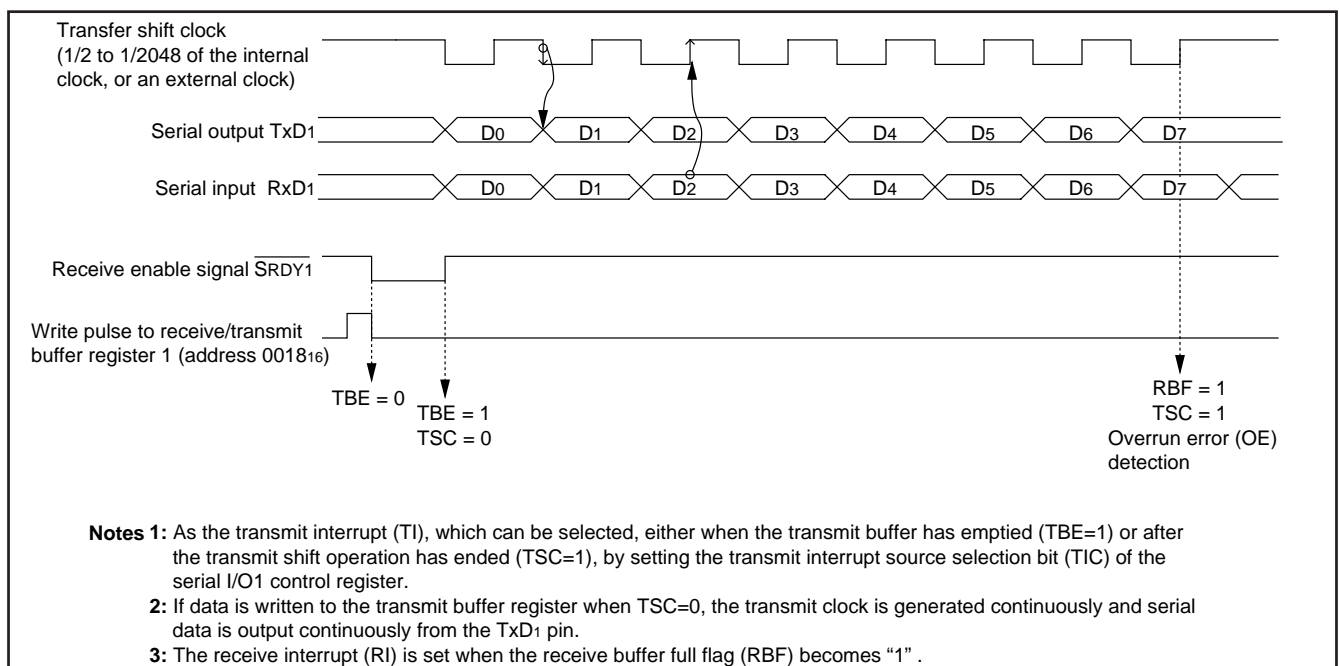 Transfer shift clock
(1/2 to 1/2048 of the internal
clock, or an external clock)
Serial output TxD1 D0 D1 D2 D3 D4 D5 D6 D7
Serial input RxD1 D0 D1 D2 D3 D4 D5 D6 D7
Receive enable signal S̅R̅D̅Y̅1̅
Write pulse to receive/transmit
buffer register 1 (address 001816)
TBE = 0
TBE = 1
TSC = 0
RBF = 1
TSC = 1
Overrun error (OE)
detection
Notes 1: As the transmit interrupt (TI), which can be selected, either when the transmit buffer has emptied (TBE=1) or after
the transmit shift operation has ended (TSC=1), by setting the transmit interrupt source selection bit (TIC) of the
serial I/O1 control register.
2: If data is written to the transmit buffer register when TSC=0, the transmit clock is generated continuously and serial
data is output continuously from the TxD1 pin.
3: The receive interrupt (RI) is set when the receive buffer full flag (RBF) becomes “1” .